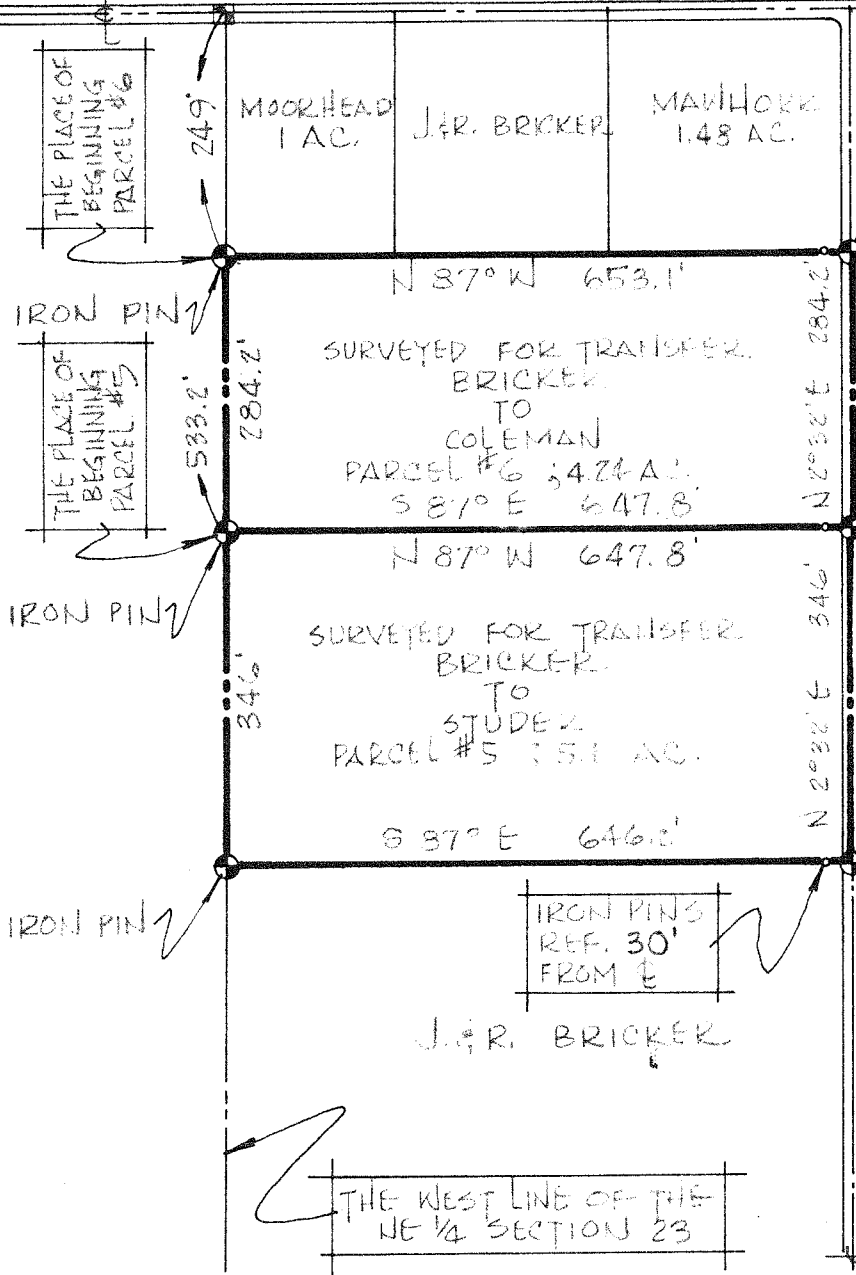 THE PLACE OF
BEGINNING
PARCEL #6
249'
MOORHEAD
1 AC.
J.&R. BRICKER
MAWHORR
1.48 AC.
IRON PIN
N 87° W 653.1'
284.2'
N 2°32' E 284.2'
SURVEYED FOR TRANSFER
BRICKER
TO
COLEMAN
PARCEL #6 ; 4.24 AC.
S 87° E 647.8'
THE PLACE OF
BEGINNING
PARCEL #5
533.2'
IRON PIN
N 87° W 647.8'
346'
N 2°32' E 346'
SURVEYED FOR TRANSFER
BRICKER
TO
STUDER
PARCEL #5 ; 5.1 AC.
S 87° E 646.2'
IRON PIN
IRON PINS
REF. 30'
FROM ℄
J.&R. BRICKER
THE WEST LINE OF THE
NE ¼ SECTION 23